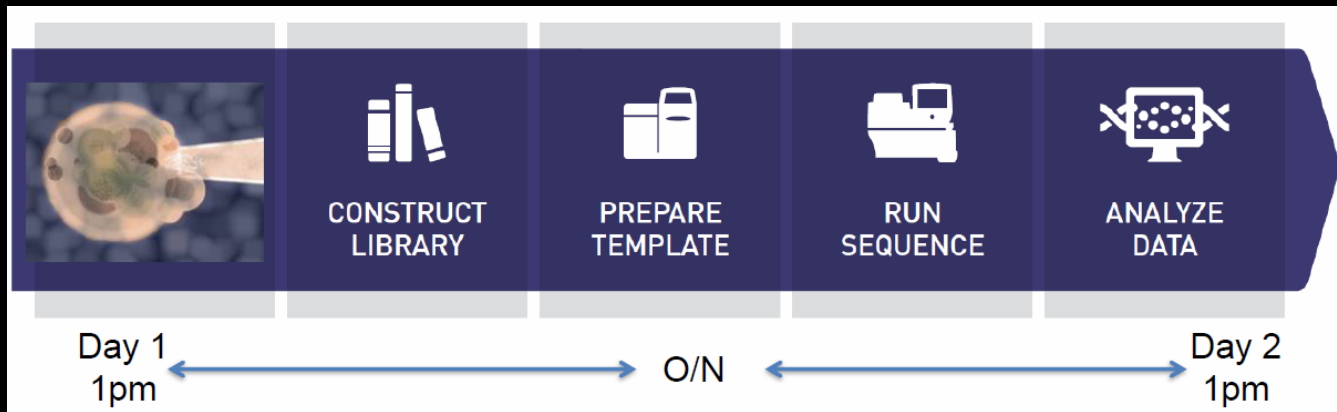 CONSTRUCT
LIBRARY
PREPARE
TEMPLATE
RUN
SEQUENCE
ANALYZE
DATA
Day 1
1pm
O/N
Day 2
1pm